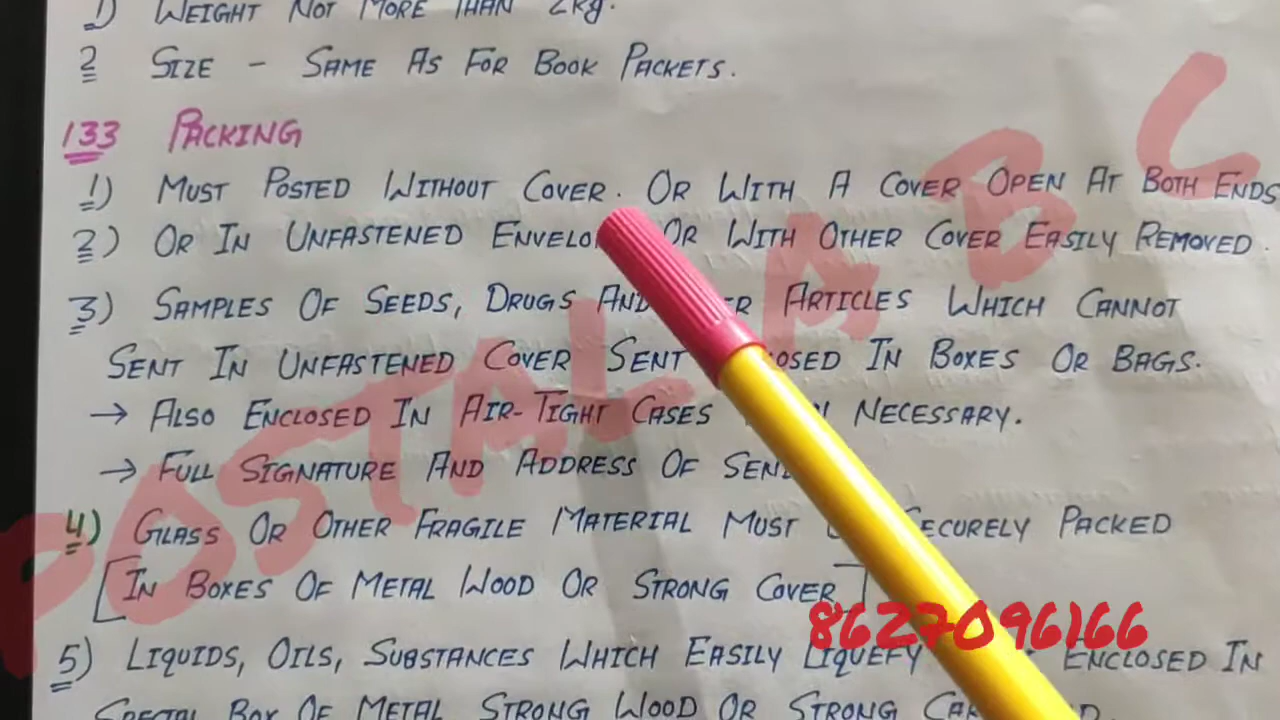 1) WEIGHT NOT MORE THAN 2Kg.
2 SIZE - SAME AS FOR BOOK PACKETS.
133 PACKING
1) MUST POSTED WITHOUT COVER. OR WITH A COVER OPEN AT BOTH ENDS
2) OR IN UNFASTENED OR WITH OTHER COVER EASILY REMOVED.
3) SAMPLES OF SEEDS, DRUGS AND ARTICLES WHICH CANNOT
SENT IN UNFASTENED COVER SENT IN BOXES OR BAGS.
→ ALSO ENCLOSED IN AIR-TIGHT CASES NECESSARY.
→ FULL SIGNATURE AND ADDRESS OF
4) GLASS OR OTHER FRAGILE MATERIAL MUST SECURELY PACKED
[IN BOXES OF METAL WOOD OR STRONG COVER]
5) LIQUIDS, OILS, SUBSTANCES WHICH EASILY LIQUEFY ENCLOSED IN
SPECIAL BOX OF METAL STRONG WOOD OR STRONG
POSTAL ABC
8627096166